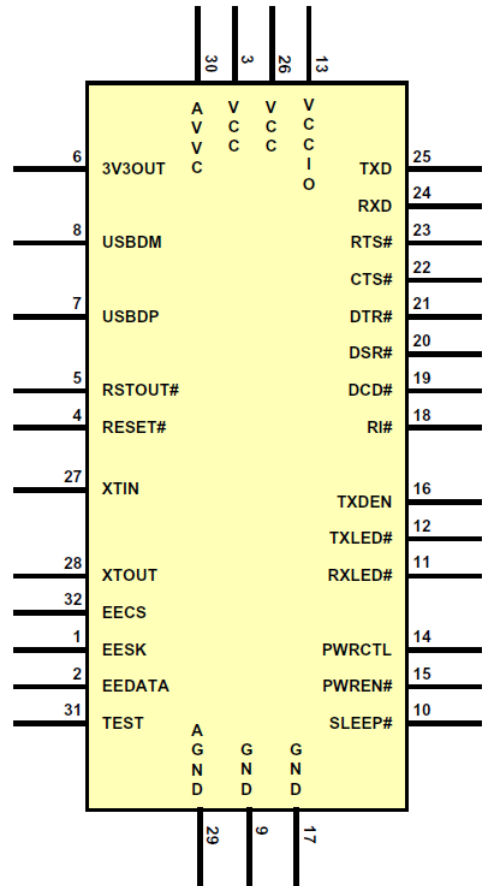 30 3 26 13
AVVC VCC VCC VCCIO
6 3V3OUT TXD 25
RXD 24
8 USBDM RTS# 23
CTS# 22
7 USBDP DTR# 21
DSR# 20
5 RSTOUT# DCD# 19
4 RESET# RI# 18
27 XTIN
TXDEN 16
TXLED# 12
28 XTOUT RXLED# 11
32 EECS
1 EESK PWRCTL 14
2 EEDATA PWREN# 15
31 TEST SLEEP# 10
AGND GND GND
29 9 17